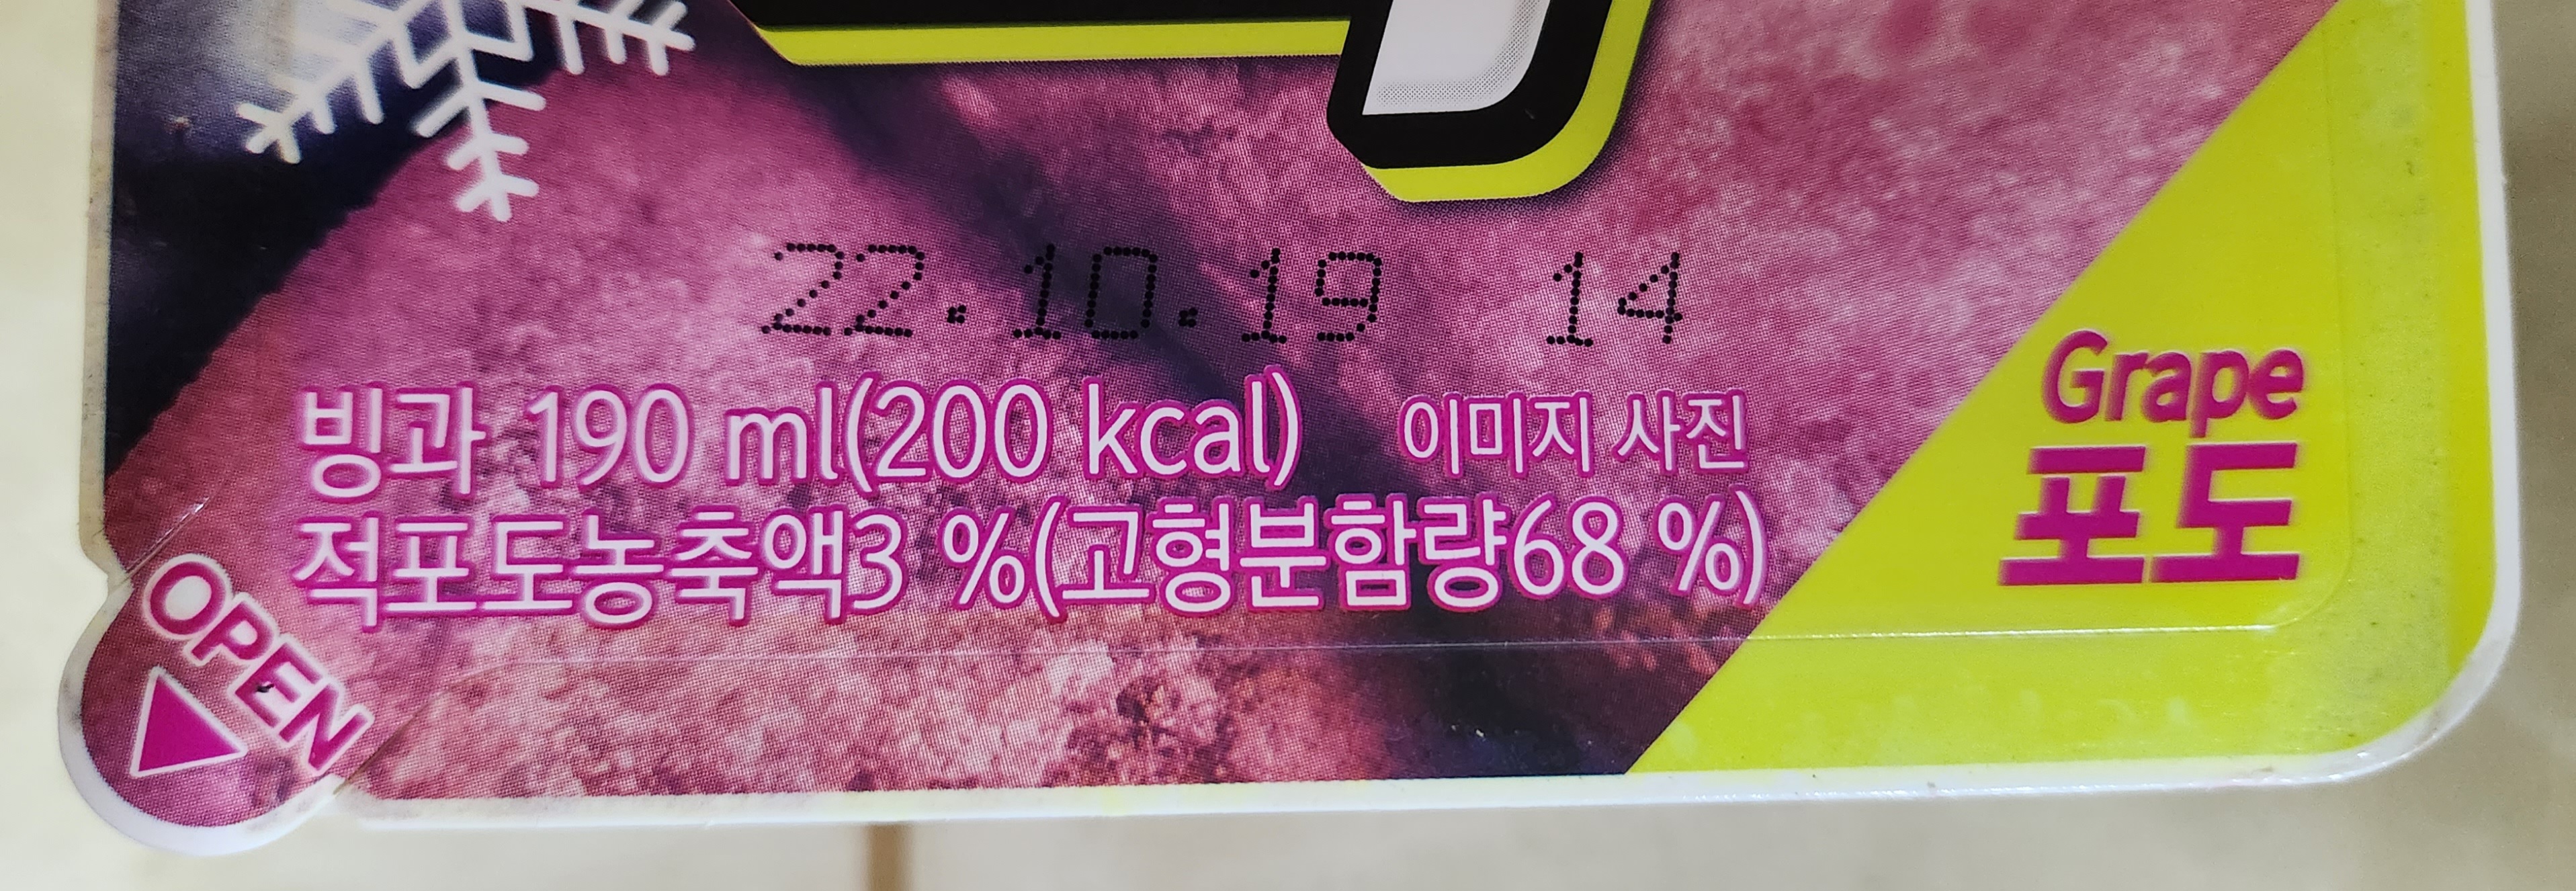 22.10.19 14
빙과 190 ml(200 kcal) 이미지 사진
적포도농축액3 %(고형분함량68 %)
Grape
포도
OPEN